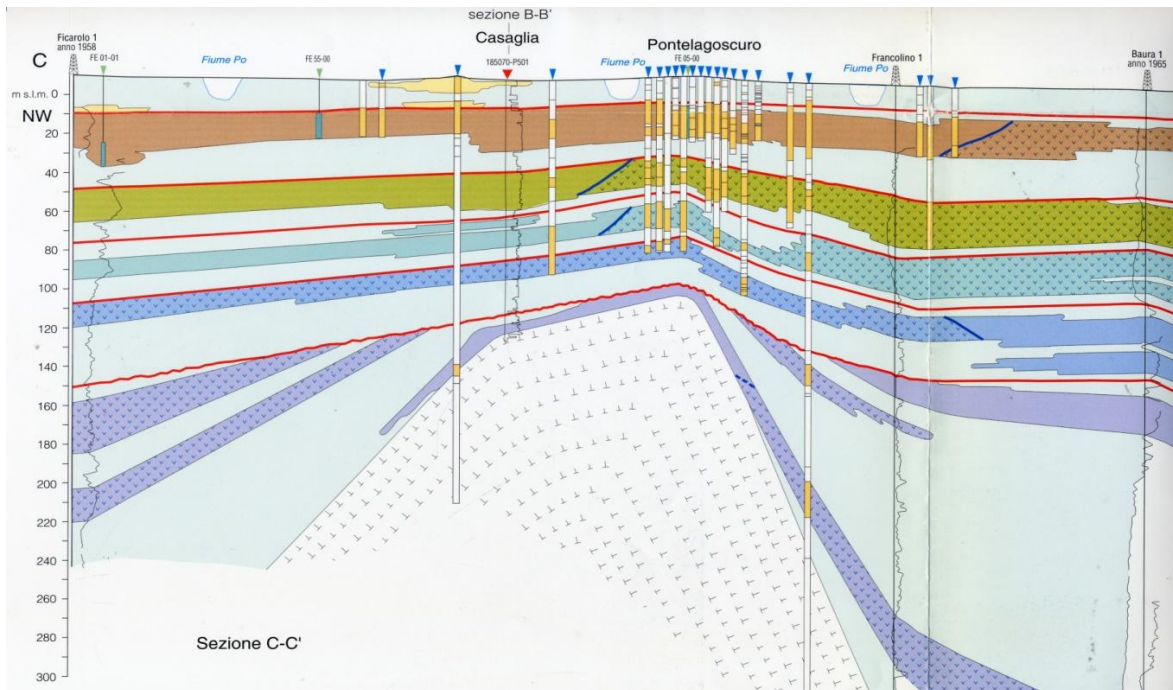 sezione B-B'
Ficarolo 1
anno 1958
C
FE 01-01
Fiume Po
FE 55-00
Casaglia
185070-P501
Fiume Po
Pontelagoscuro
FE 05-00
Fiume Po
Francolino 1
Baura 1
anno 1965
m s.l.m. 0
NW
20
40
60
80
100
120
140
160
180
200
220
240
260
280
300
Sezione C-C'